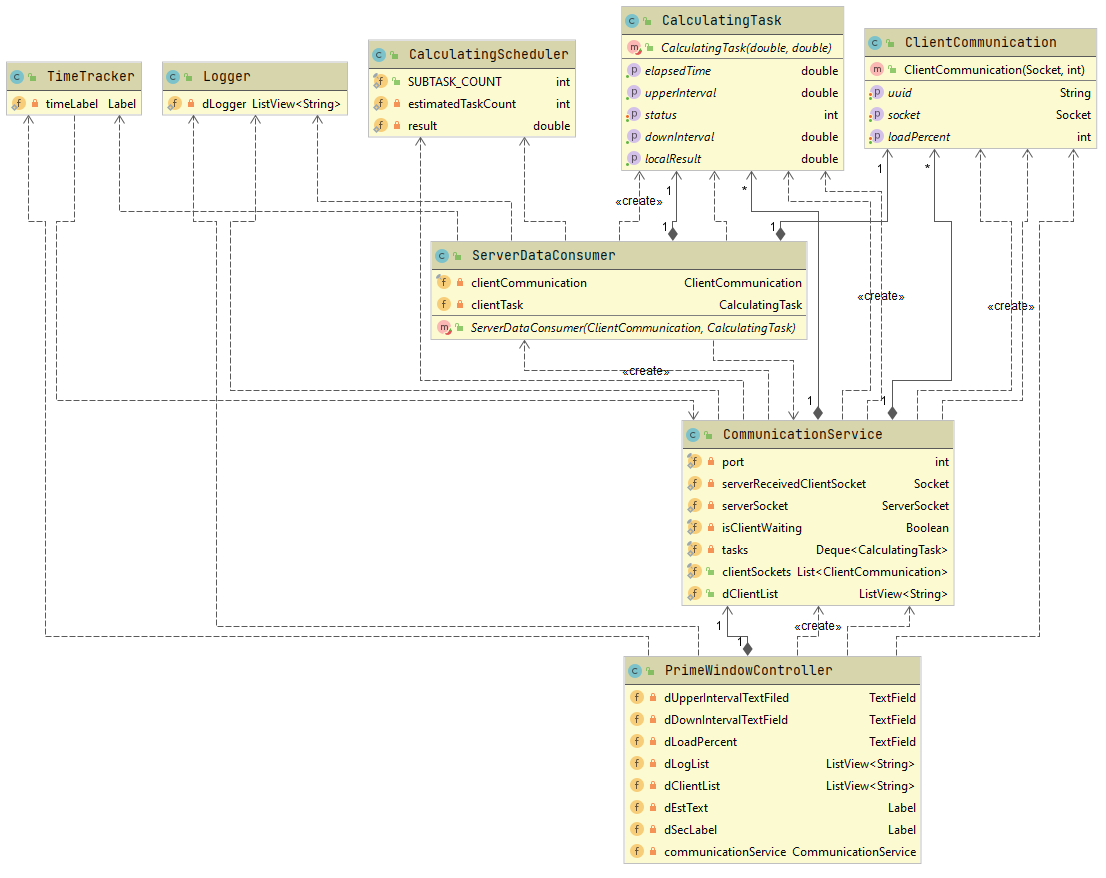 CalculatingTask
CalculatingTask(double, double)
elapsedTime double
upperInterval double
status int
downInterval double
localResult double
ClientCommunication
ClientCommunication(Socket, int)
uuid String
socket Socket
loadPercent int
CalculatingScheduler
SUBTASK_COUNT int
estimatedTaskCount int
result double
TimeTracker
timeLabel Label
Logger
dLogger ListView<String>
1
*
1
*
«create»
1
1
ServerDataConsumer
clientCommunication ClientCommunication
clientTask CalculatingTask
ServerDataConsumer(ClientCommunication, CalculatingTask)
«create»
«create»
«create»
1
1
CommunicationService
port int
serverReceivedClientSocket Socket
serverSocket ServerSocket
isClientWaiting Boolean
tasks Deque<CalculatingTask>
clientSockets List<ClientCommunication>
dClientList ListView<String>
1
«create»
1
PrimeWindowController
dUpperIntervalTextFiled TextField
dDownIntervalTextField TextField
dLoadPercent TextField
dLogList ListView<String>
dClientList ListView<String>
dEstText Label
dSecLabel Label
communicationService CommunicationService